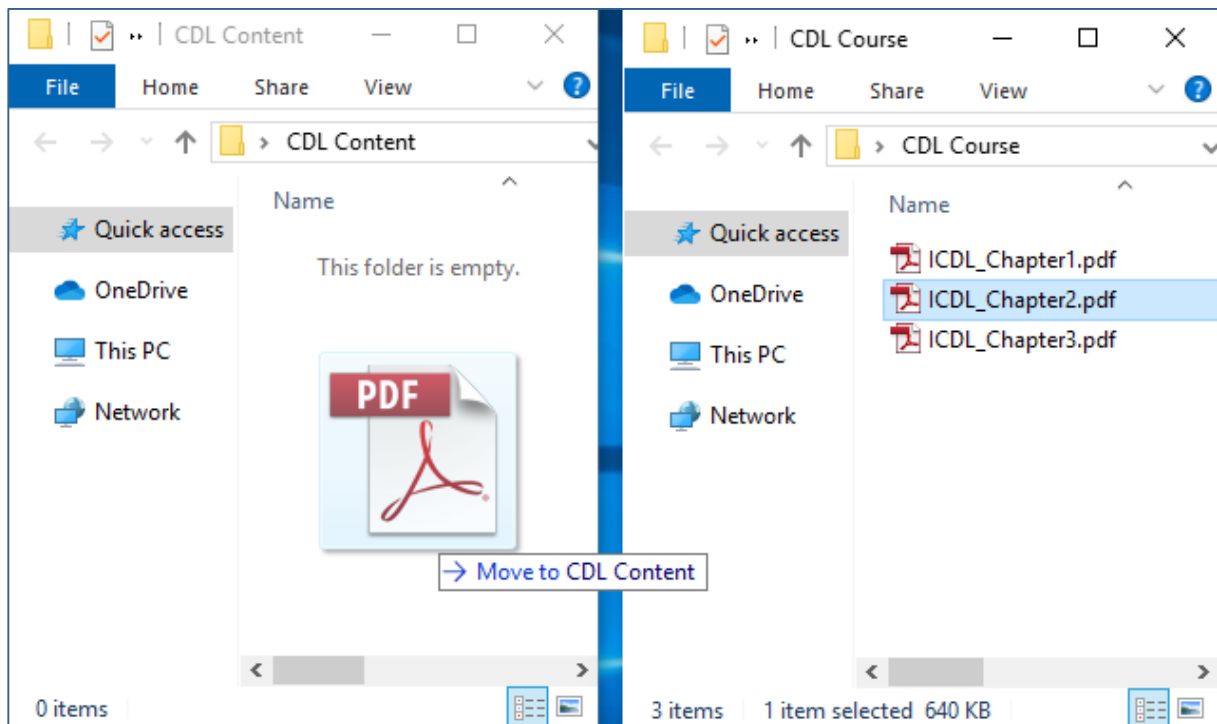 CDL Content
File Home Share View
CDL Content
Quick access
OneDrive
This PC
Network
Name
This folder is empty.
PDF
Move to CDL Content
0 items
CDL Course
File Home Share View ?
CDL Course
Quick access
OneDrive
This PC
Network
Name
ICDL_Chapter1.pdf
ICDL_Chapter2.pdf
ICDL_Chapter3.pdf
3 items 1 item selected 640 KB